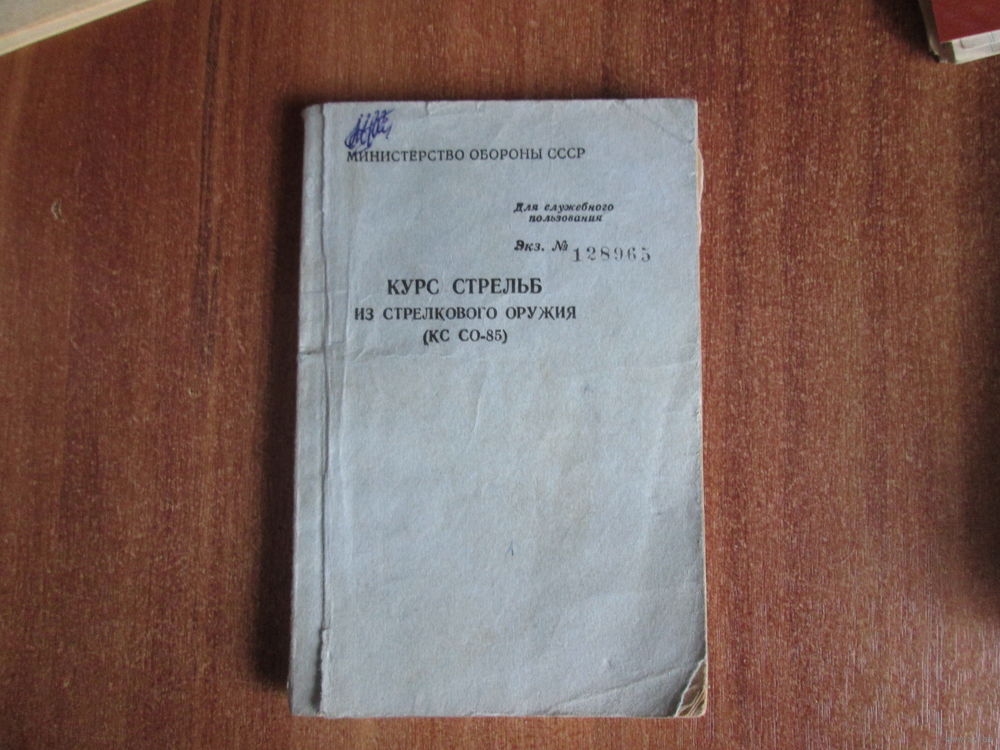 МИНИСТЕРСТВО ОБОРОНЫ СССР
Для служебного
пользования
Экз. № 128965
КУРС СТРЕЛЬБ
ИЗ СТРЕЛКОВОГО ОРУЖИЯ
(КС СО-85)